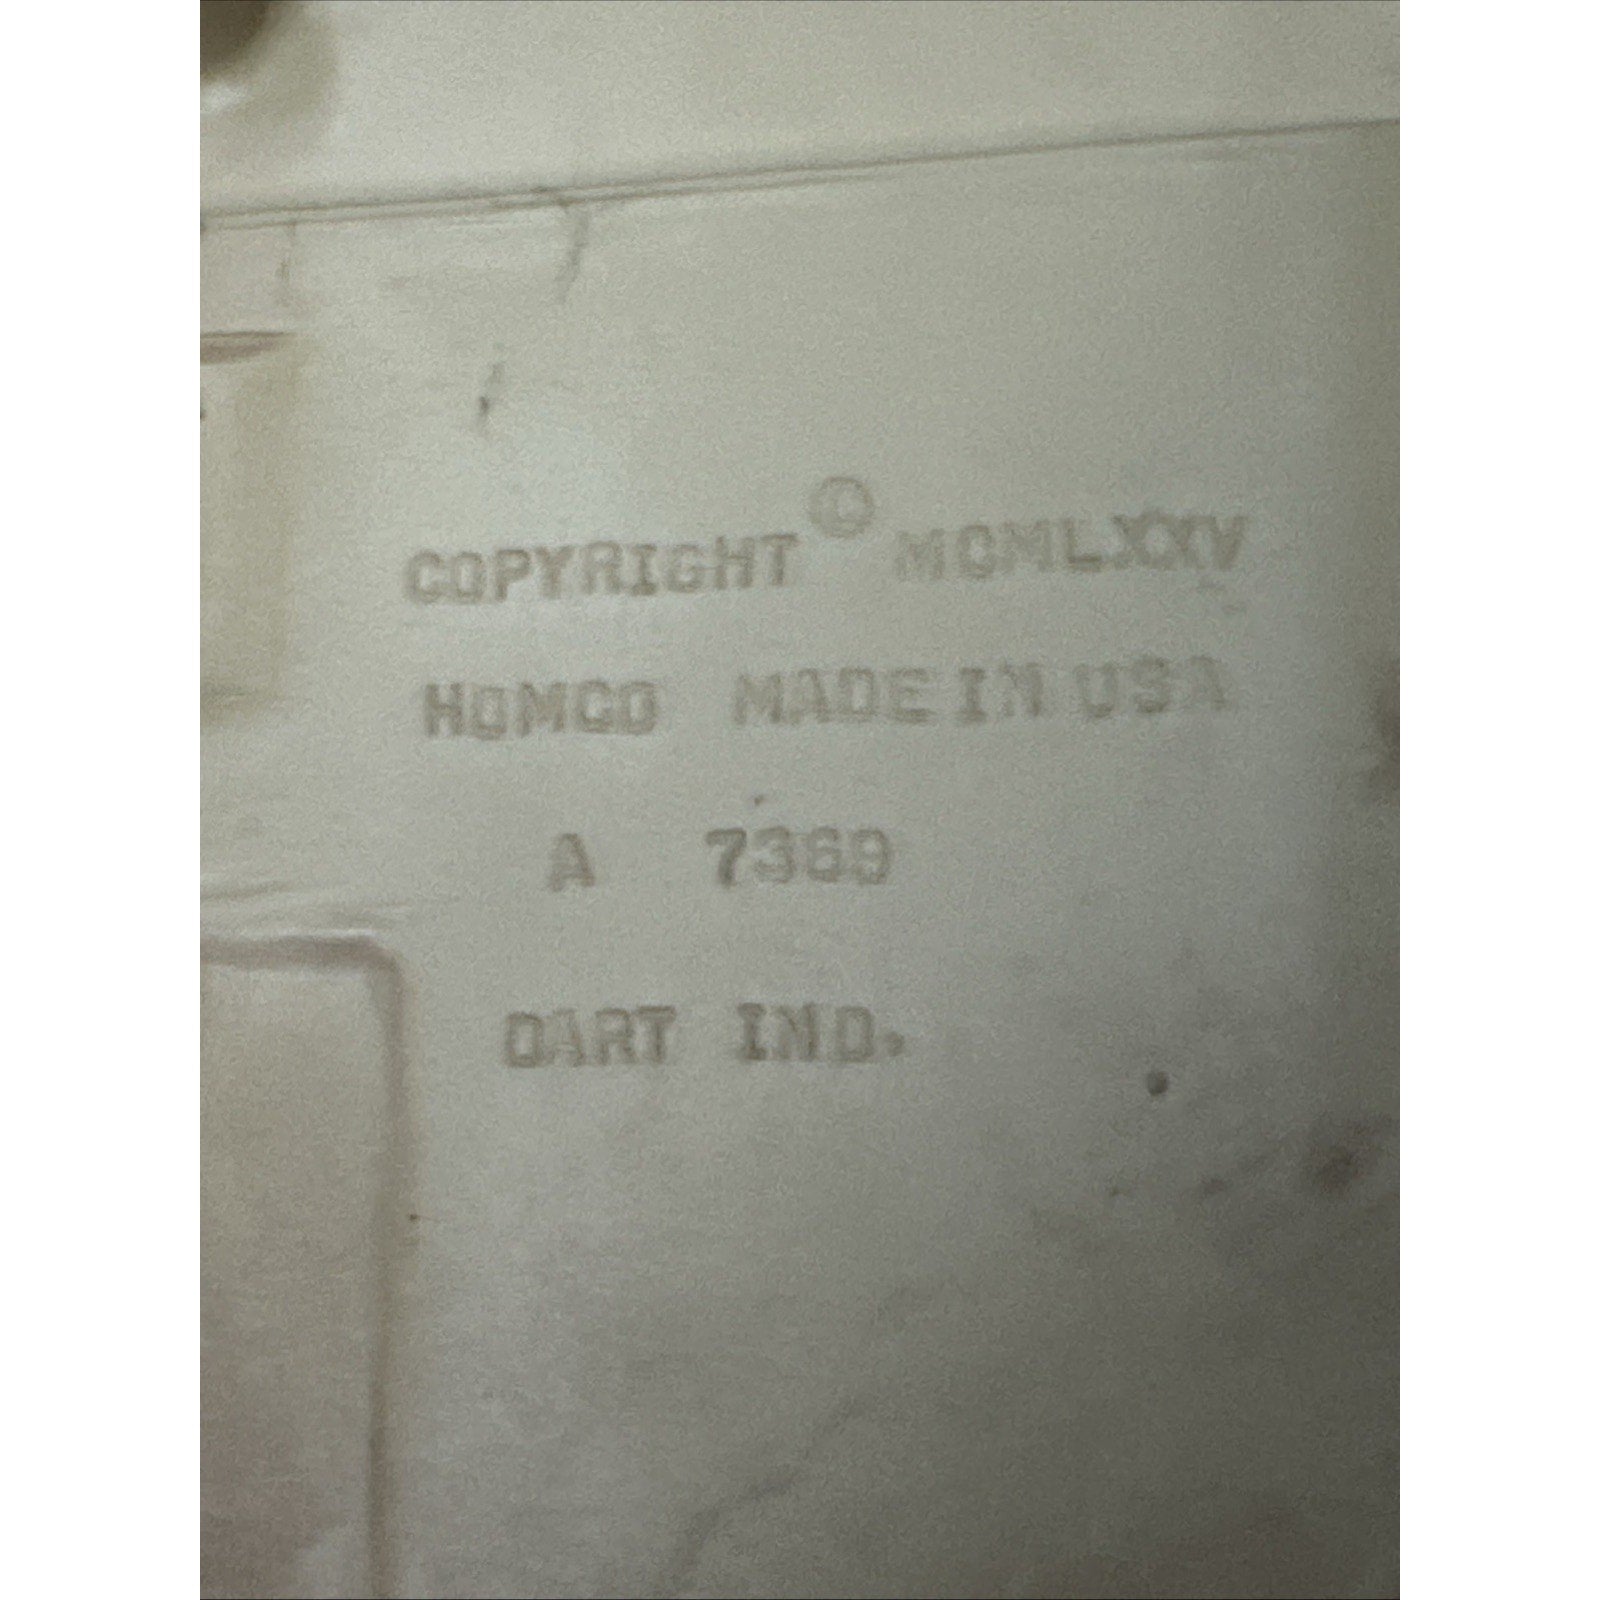 COPYRIGHT © MCMLXXV
HOMCO MADE IN USA
A 7369
DART IND.